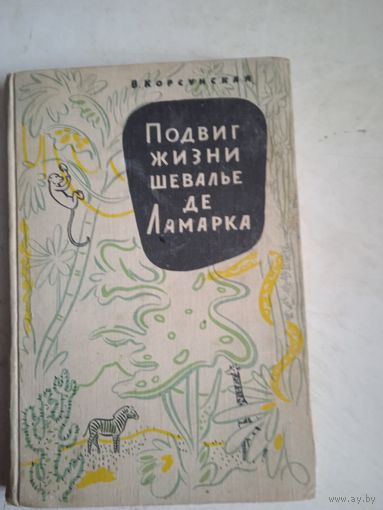 В. КОРСУНСКАЯ
ПОДВИГ
ЖИЗНИ
ШЕВАЛЬЕ
ДЕ
ЛАМАРКА
www.ay.by